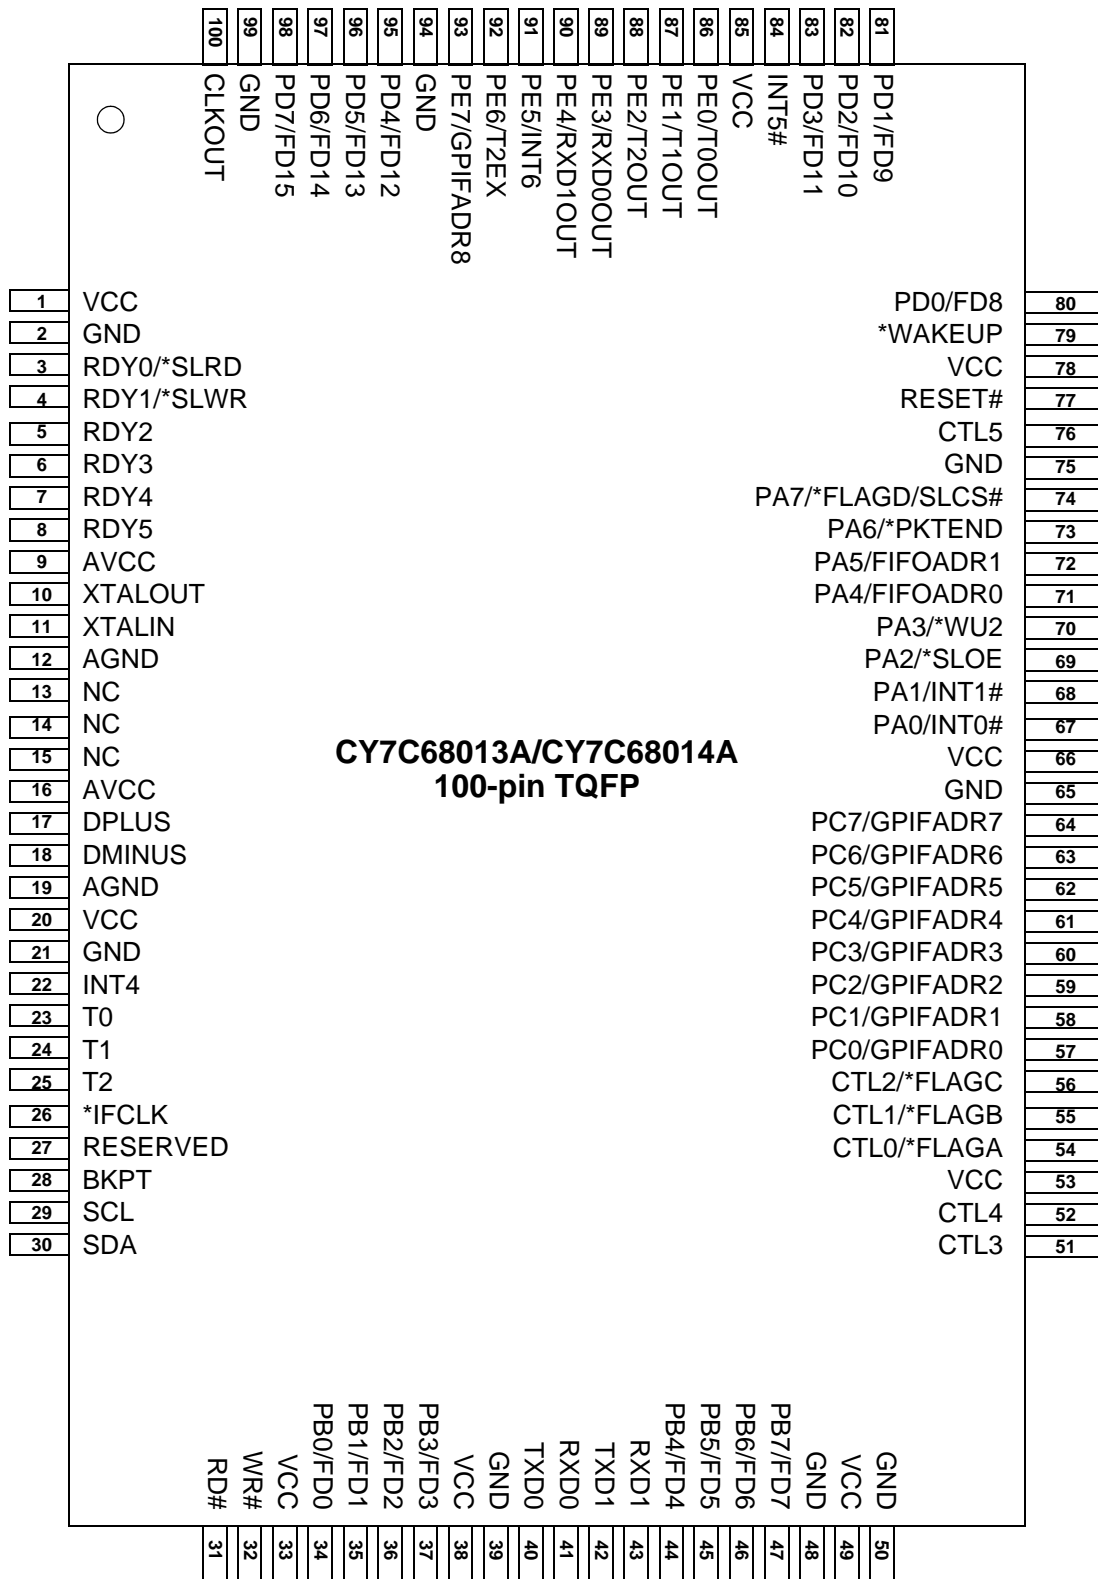 100 99 98 97 96 95 94 93 92 91 90 89 88 87 86 85 84 83 82 81
CLKOUT
GND
PD7/FD15
PD6/FD14
PD5/FD13
PD4/FD12
GND
PE7/GPIFADR8
PE6/T2EX
PE5/INT6
PE4/RXD1OUT
PE3/RXD0OUT
PE2/T2OUT
PE1/T1OUT
PE0/T0OUT
VCC
INT5#
PD3/FD11
PD2/FD10
PD1/FD9
1 VCC
2 GND
3 RDY0/*SLRD
4 RDY1/*SLWR
5 RDY2
6 RDY3
7 RDY4
8 RDY5
9 AVCC
10 XTALOUT
11 XTALIN
12 AGND
13 NC
14 NC
15 NC
16 AVCC
17 DPLUS
18 DMINUS
19 AGND
20 VCC
21 GND
22 INT4
23 T0
24 T1
25 T2
26 *IFCLK
27 RESERVED
28 BKPT
29 SCL
30 SDA
CY7C68013A/CY7C68014A
100-pin TQFP
PD0/FD8 80
*WAKEUP 79
VCC 78
RESET# 77
CTL5 76
GND 75
PA7/*FLAGD/SLCS# 74
PA6/*PKTEND 73
PA5/FIFOADR1 72
PA4/FIFOADR0 71
PA3/*WU2 70
PA2/*SLOE 69
PA1/INT1# 68
PA0/INT0# 67
VCC 66
GND 65
PC7/GPIFADR7 64
PC6/GPIFADR6 63
PC5/GPIFADR5 62
PC4/GPIFADR4 61
PC3/GPIFADR3 60
PC2/GPIFADR2 59
PC1/GPIFADR1 58
PC0/GPIFADR0 57
CTL2/*FLAGC 56
CTL1/*FLAGB 55
CTL0/*FLAGA 54
VCC 53
CTL4 52
CTL3 51
RD#
WR#
VCC
PB0/FD0
PB1/FD1
PB2/FD2
PB3/FD3
VCC
GND
TXD0
RXD0
TXD1
RXD1
PB4/FD4
PB5/FD5
PB6/FD6
PB7/FD7
GND
VCC
GND
31 32 33 34 35 36 37 38 39 40 41 42 43 44 45 46 47 48 49 50